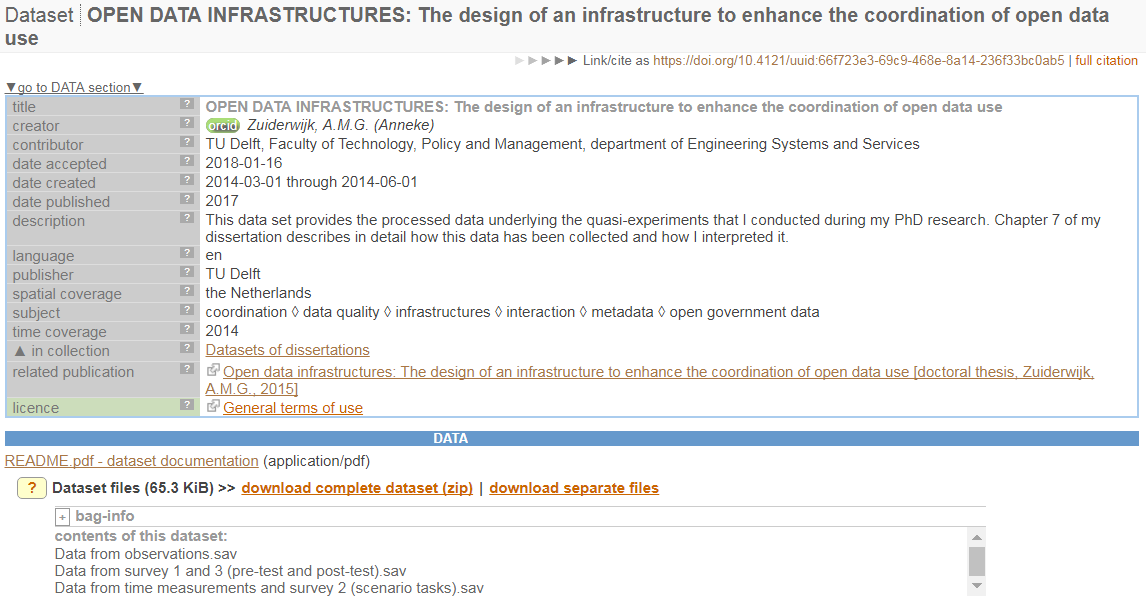 Dataset OPEN DATA INFRASTRUCTURES: The design of an infrastructure to enhance the coordination of open data
use
▶▶▶▶▶ Link/cite as https://doi.org/10.4121/uuid:66f723e3-69c9-468e-8a14-236f33bc0ab5 | full citation
▼go to DATA section▼
title ? OPEN DATA INFRASTRUCTURES: The design of an infrastructure to enhance the coordination of open data use
creator ? orcid Zuiderwijk, A.M.G. (Anneke)
contributor ? TU Delft, Faculty of Technology, Policy and Management, department of Engineering Systems and Services
date accepted ? 2018-01-16
date created ? 2014-03-01 through 2014-06-01
date published ? 2017
description ? This data set provides the processed data underlying the quasi-experiments that I conducted during my PhD research. Chapter 7 of my
dissertation describes in detail how this data has been collected and how I interpreted it.
language ? en
publisher ? TU Delft
spatial coverage ? the Netherlands
subject ? coordination ◊ data quality ◊ infrastructures ◊ interaction ◊ metadata ◊ open government data
time coverage ? 2014
▲ in collection ? Datasets of dissertations
related publication ? Open data infrastructures: The design of an infrastructure to enhance the coordination of open data use [doctoral thesis, Zuiderwijk,
A.M.G., 2015]
licence ? General terms of use
DATA
README.pdf - dataset documentation (application/pdf)
? Dataset files (65.3 KiB) >> download complete dataset (zip) | download separate files
+ bag-info
contents of this dataset:
Data from observations.sav
Data from survey 1 and 3 (pre-test and post-test).sav
Data from time measurements and survey 2 (scenario tasks).sav